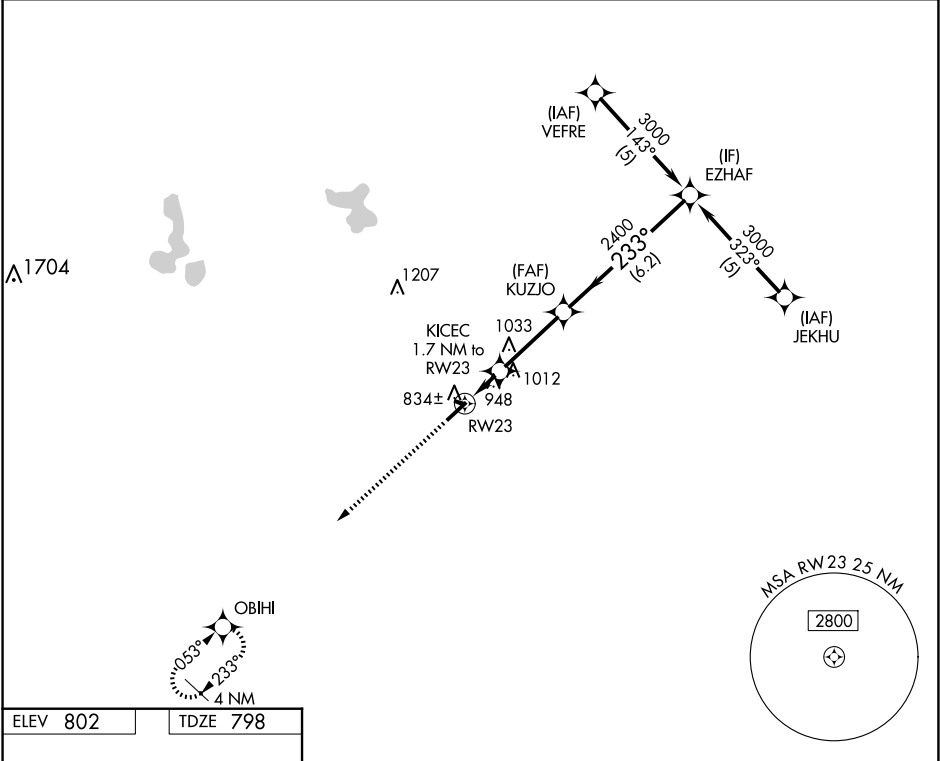 (IAF)
VEFRE
3000
143°
(5)
(IF)
EZHAF
3000
323°
(5)
(IAF)
JEKHU
2400
233°
(6.2)
(FAF)
KUZJO
1704
1207
KICEC
1.7 NM to
RW23
1033
1012
834±
948
RW23
OBIHI
053°
233°
4 NM
MSA RW23 25 NM
2800
ELEV 802
TDZE 798